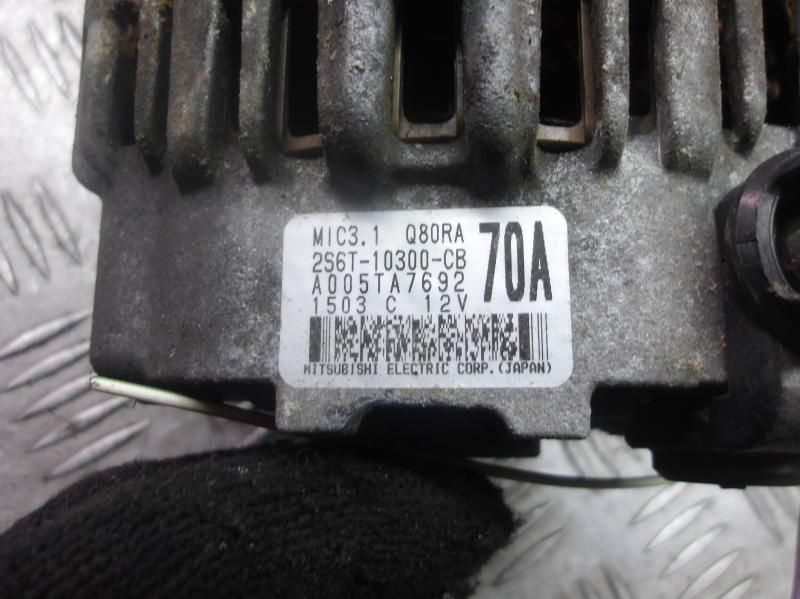 MIC3.1 Q80RA
70A
2S6T-10300-CB
A005TA7692
1503 C 12V
MITSUBISHI ELECTRIC CORP.(JAPAN)